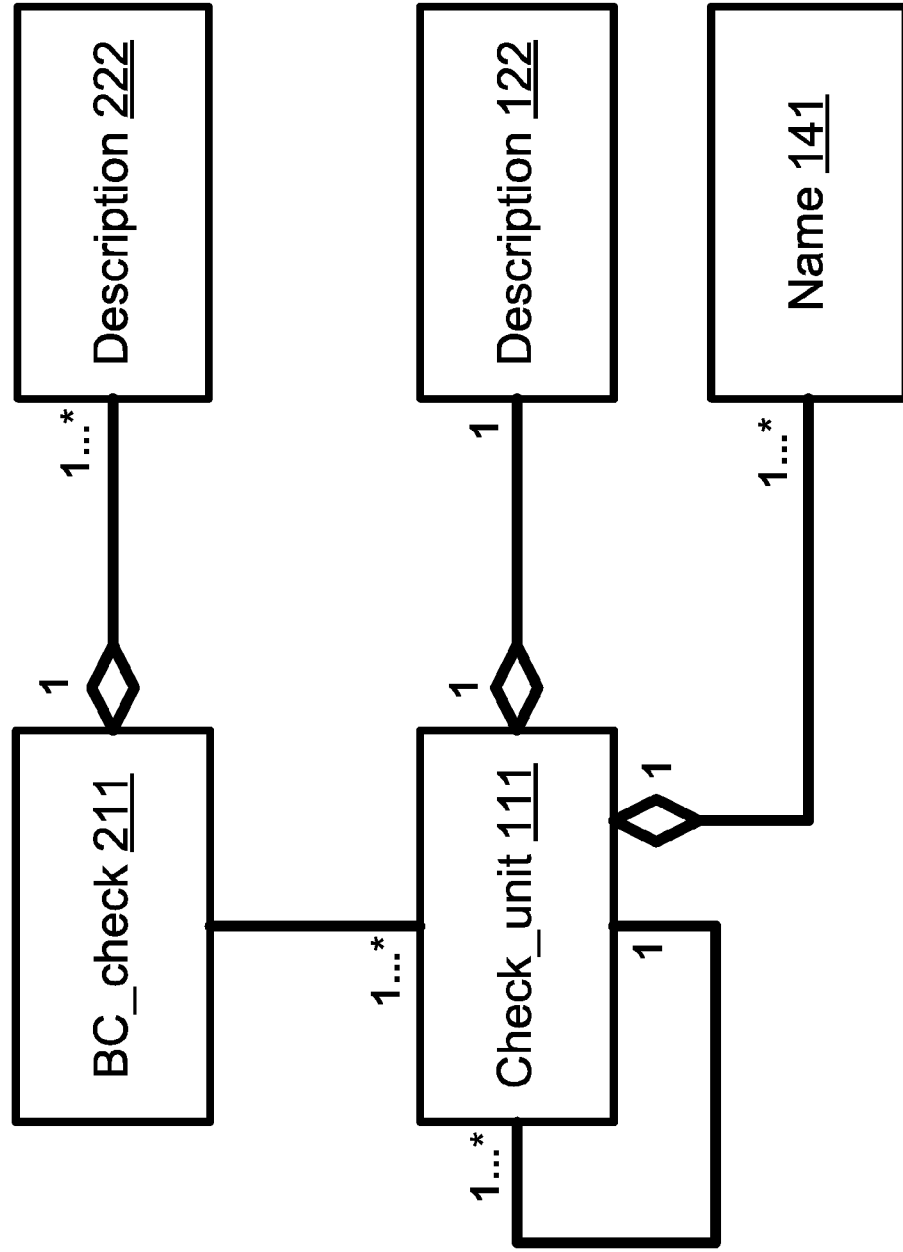 BC_check 211
1
1...*
Description 222
1...*
1...*
Check_unit 111
1
1
Description 122
1
1
1...*
Name 141